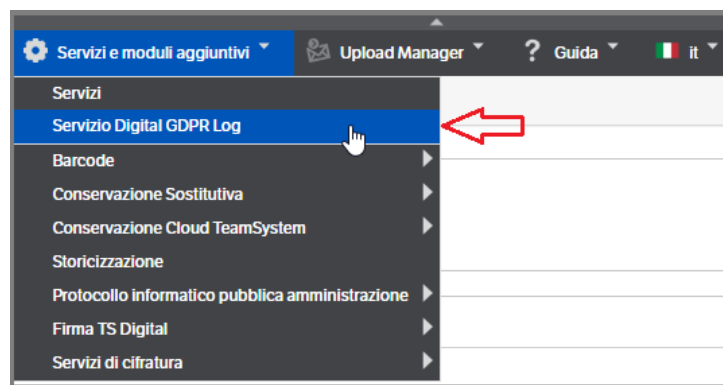 Servizi e moduli aggiuntivi Upload Manager ? Guida it
Servizi
Servizio Digital GDPR Log
Barcode
Conservazione Sostitutiva
Conservazione Cloud TeamSystem
Storicizzazione
Protocollo informatico pubblica amministrazione
Firma TS Digital
Servizi di cifratura